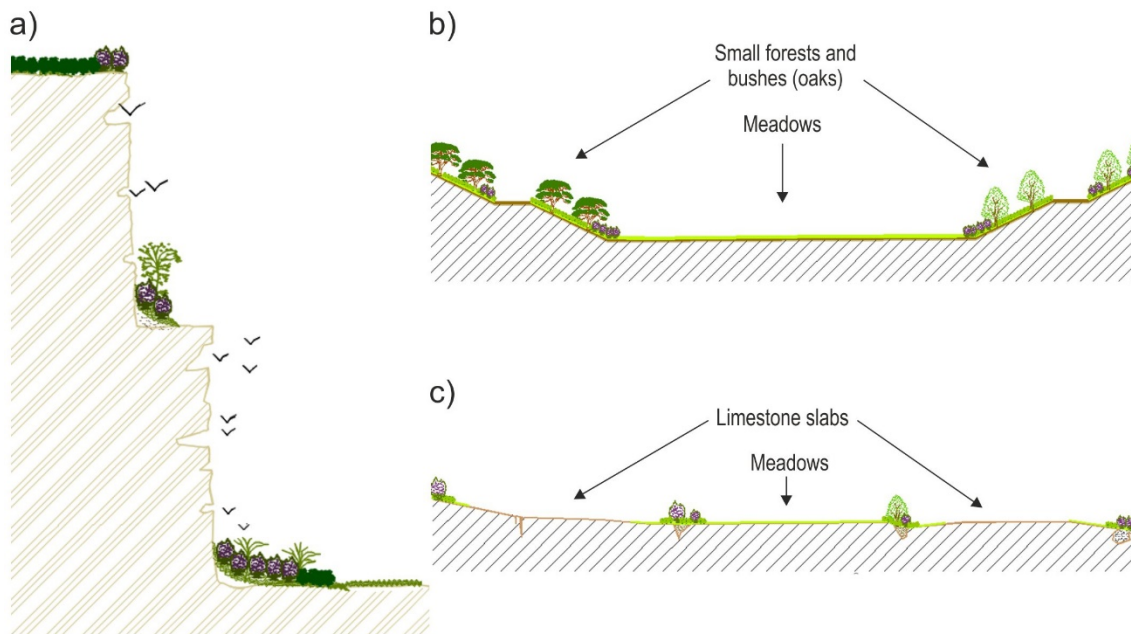 a)
b)
Small forests and
bushes (oaks)
Meadows
c)
Limestone slabs
Meadows